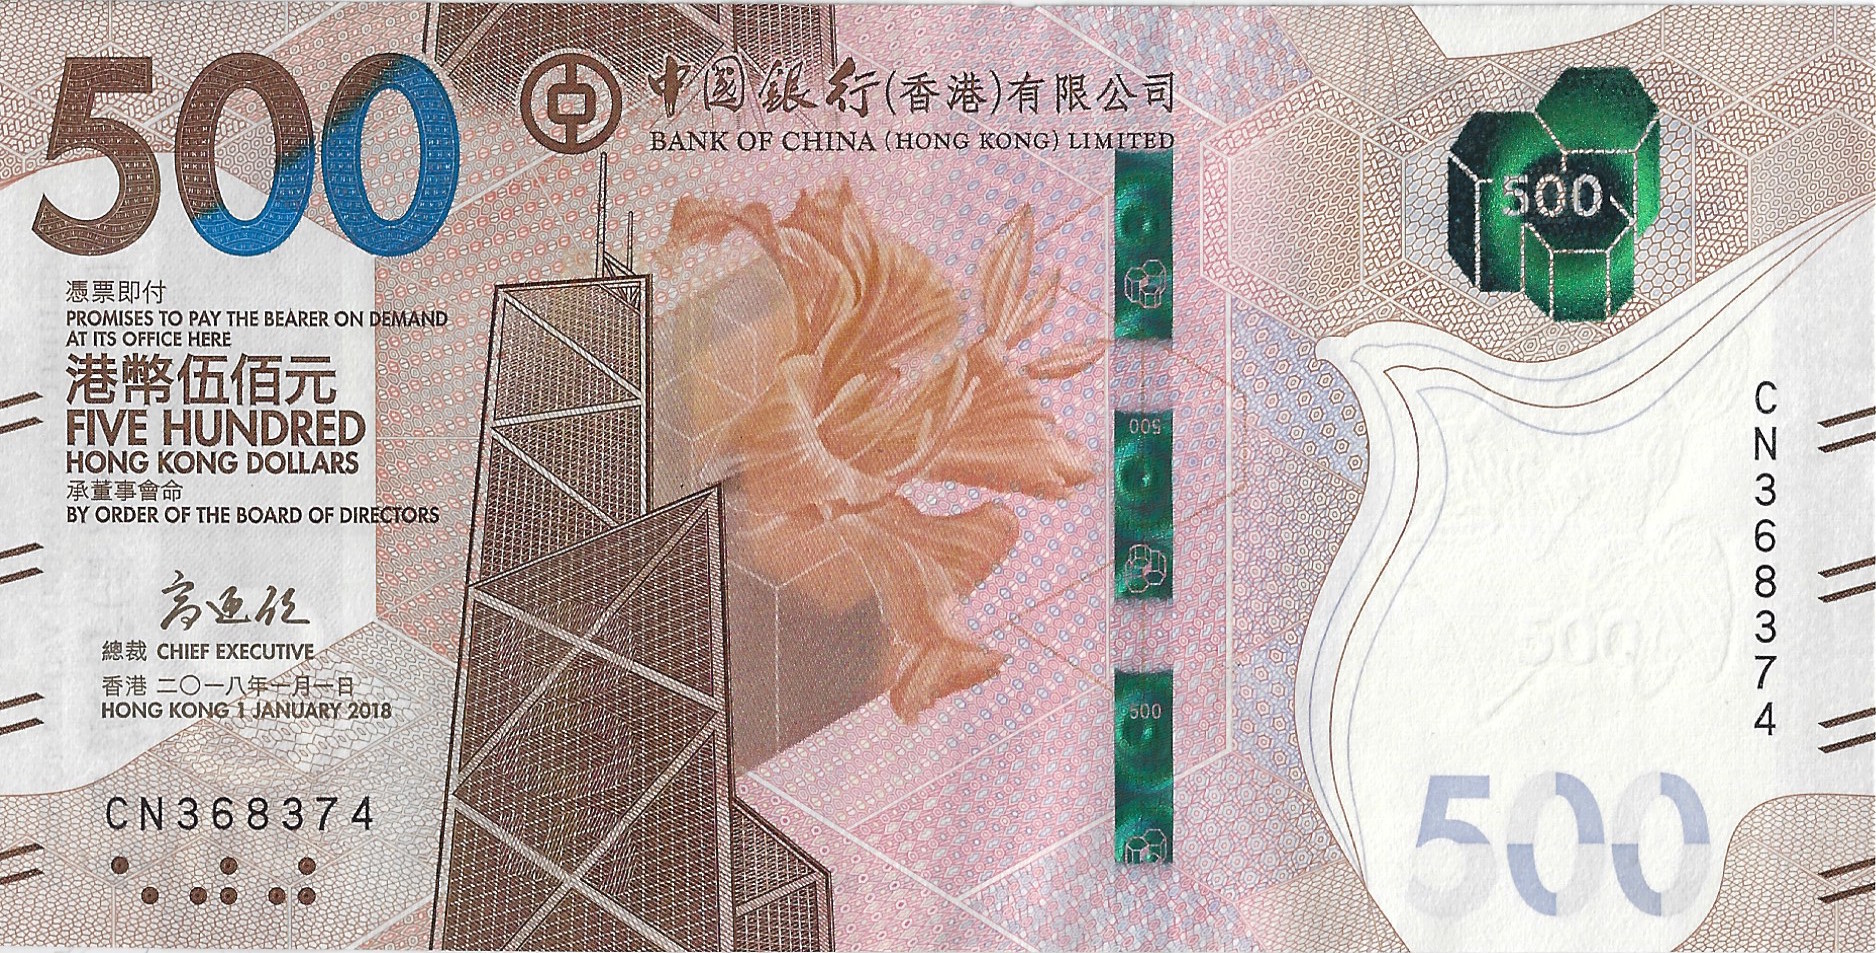 500
中國銀行(香港)有限公司
BANK OF CHINA (HONG KONG) LIMITED
500
憑票即付
PROMISES TO PAY THE BEARER ON DEMAND
AT ITS OFFICE HERE
港幣伍佰元
FIVE HUNDRED
HONG KONG DOLLARS
承董事會命
BY ORDER OF THE BOARD OF DIRECTORS
高迎欣
總裁 CHIEF EXECUTIVE
香港 二〇一八年一月一日
HONG KONG 1 JANUARY 2018
CN368374
500
500
CN368374
500
500